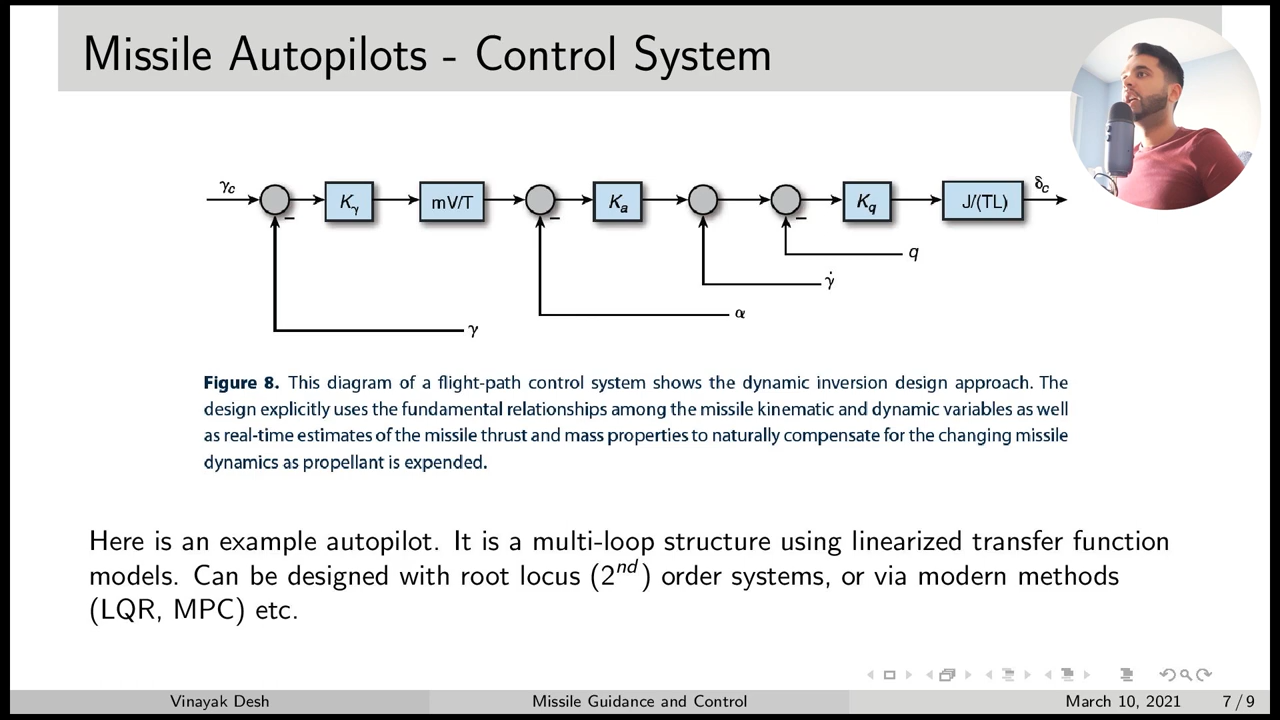 Missile Autopilots - Control System
γc
Kγ
mV/T
Ka
Kq
J/(TL)
δc
−
−
−
q
γ̇
α
γ
Figure 8. This diagram of a flight-path control system shows the dynamic inversion design approach. The
design explicitly uses the fundamental relationships among the missile kinematic and dynamic variables as well
as real-time estimates of the missile thrust and mass properties to naturally compensate for the changing missile
dynamics as propellant is expended.
Here is an example autopilot. It is a multi-loop structure using linearized transfer function
models. Can be designed with root locus (2nd) order systems, or via modern methods
(LQR, MPC) etc.
Vinayak Desh Missile Guidance and Control March 10, 2021 7 / 9